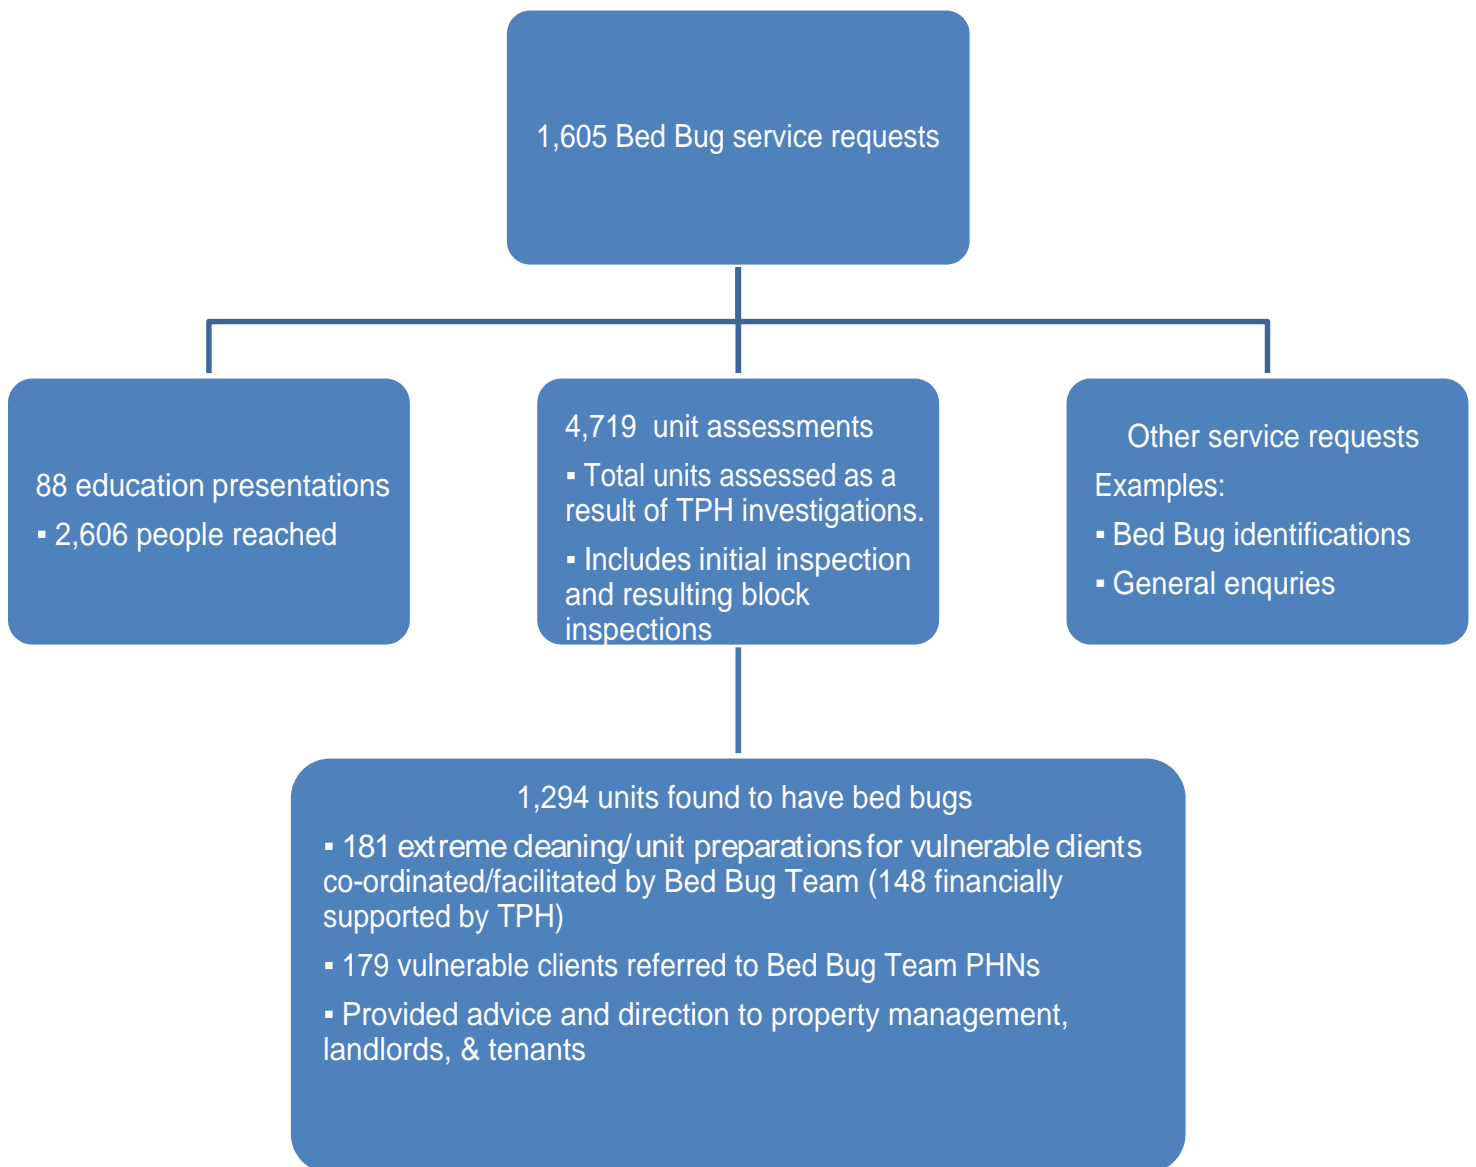 1,605 Bed Bug service requests
88 education presentations
▪ 2,606 people reached
4,719 unit assessments
▪ Total units assessed as a
result of TPH investigations.
▪ Includes initial inspection
and resulting block
inspections
Other service requests
Examples:
▪ Bed Bug identifications
▪ General enquries
1,294 units found to have bed bugs
▪ 181 extreme cleaning/ unit preparations for vulnerable clients
co-ordinated/facilitated by Bed Bug Team (148 financially
supported by TPH)
▪ 179 vulnerable clients referred to Bed Bug Team PHNs
▪ Provided advice and direction to property management,
landlords, & tenants